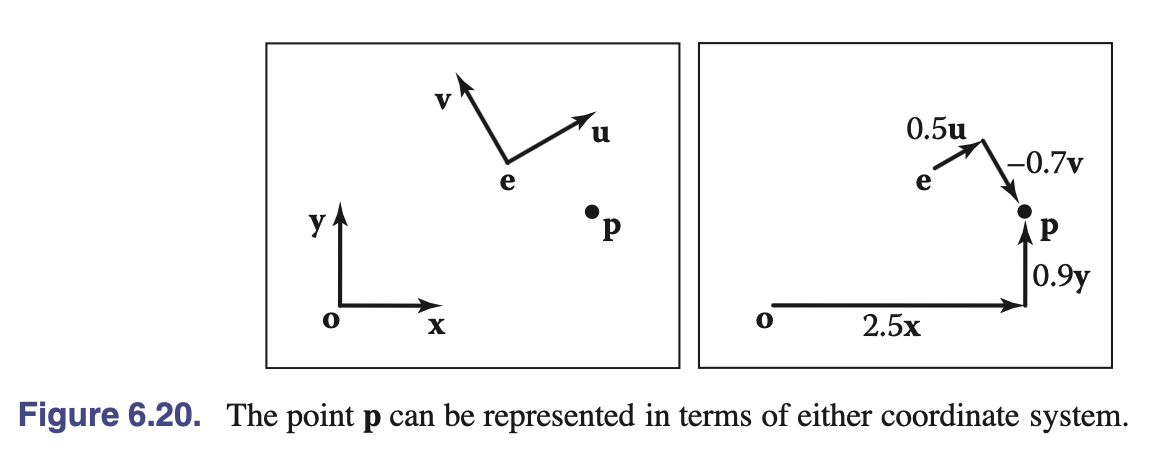 v
u
e
p
y
o
x
0.5u
–0.7v
e
p
0.9y
o
2.5x
Figure 6.20. The point p can be represented in terms of either coordinate system.